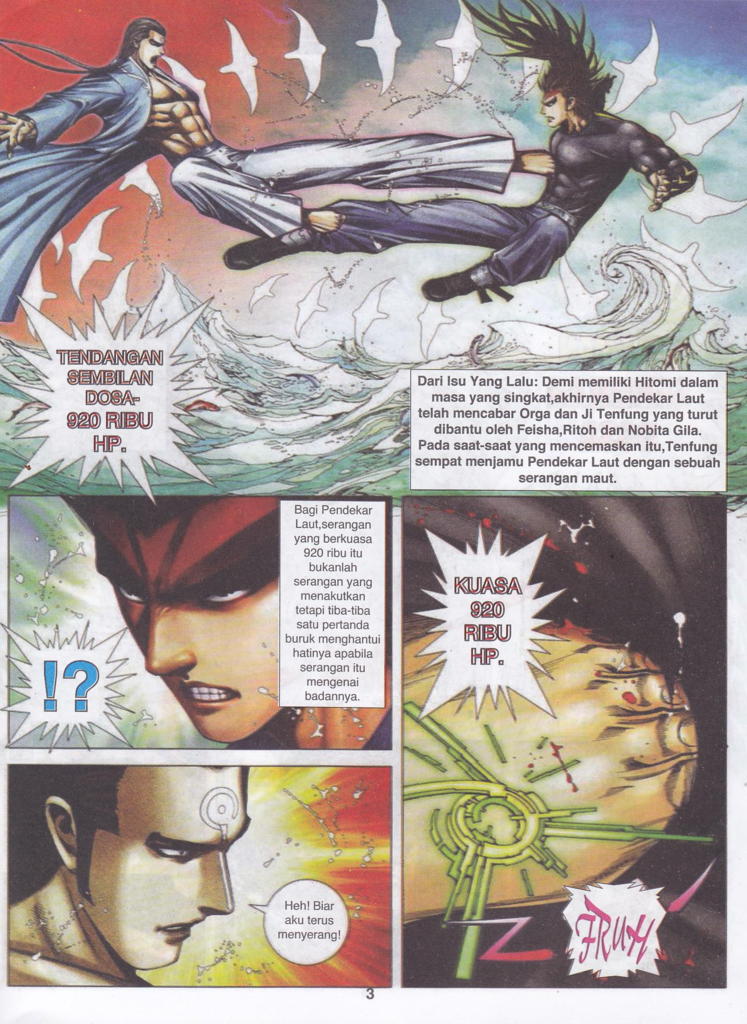 TENDANGAN
SEMBILAN
DOSA-
920 RIBU
HP.
Dari Isu Yang Lalu: Demi memiliki Hitomi dalam
masa yang singkat,akhirnya Pendekar Laut
telah mencabar Orga dan Ji Tenfung yang turut
dibantu oleh Feisha,Ritoh dan Nobita Gila.
Pada saat-saat yang mencemaskan itu,Tenfung
sempat menjamu Pendekar Laut dengan sebuah
serangan maut.
Bagi Pendekar
Laut,serangan
yang berkuasa
920 ribu itu
bukanlah
serangan yang
menakutkan
tetapi tiba-tiba
satu pertanda
buruk menghantui
hatinya apabila
serangan itu
mengenai
badannya.
!?
KUASA
920
RIBU
HP.
Heh! Biar
aku terus
menyerang!
FRUH
3